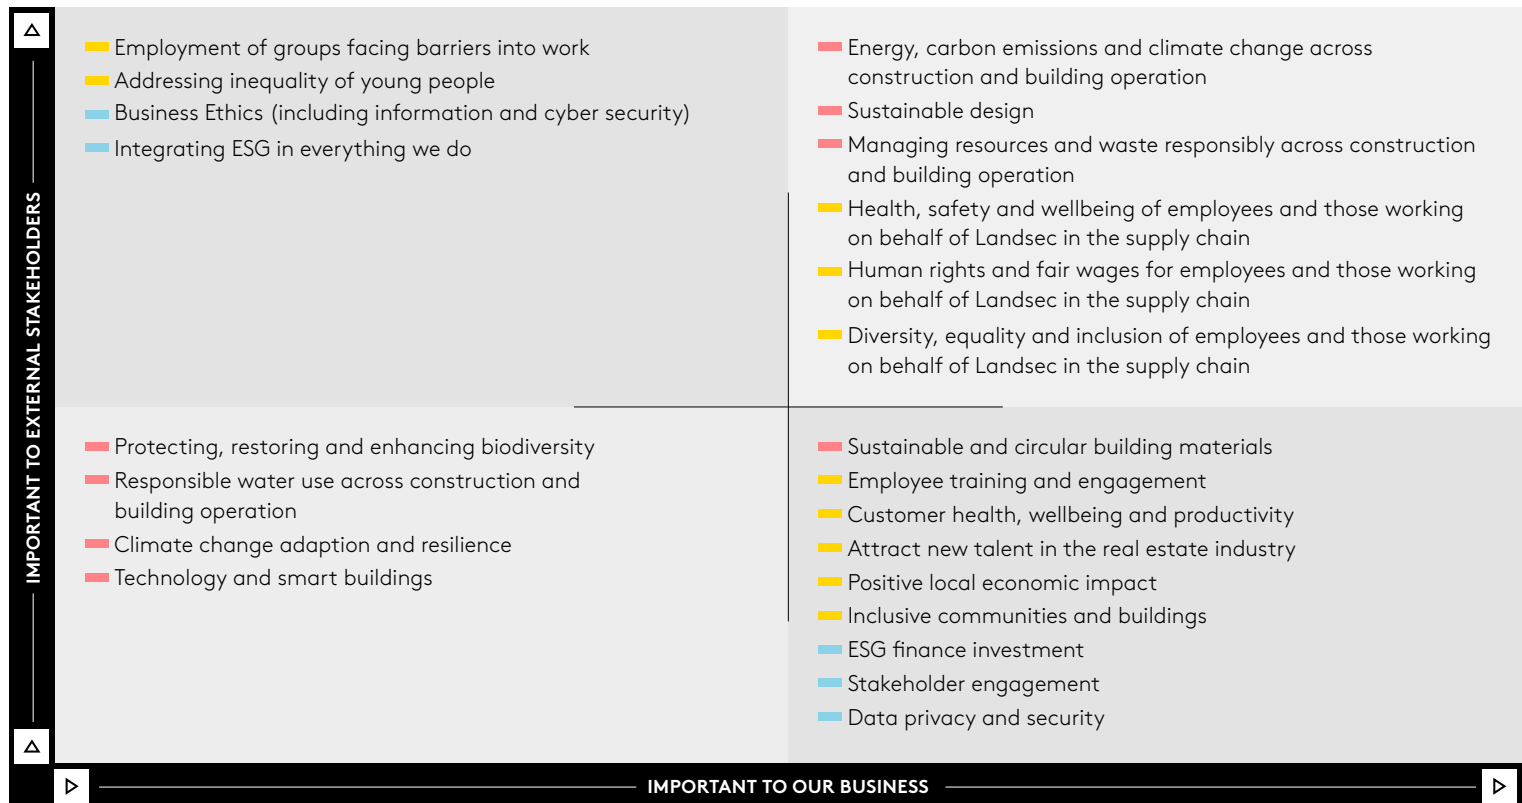 IMPORTANT TO EXTERNAL STAKEHOLDERS
Employment of groups facing barriers into work
Addressing inequality of young people
Business Ethics (including information and cyber security)
Integrating ESG in everything we do
Energy, carbon emissions and climate change across
construction and building operation
Sustainable design
Managing resources and waste responsibly across construction
and building operation
Health, safety and wellbeing of employees and those working
on behalf of Landsec in the supply chain
Human rights and fair wages for employees and those working
on behalf of Landsec in the supply chain
Diversity, equality and inclusion of employees and those working
on behalf of Landsec in the supply chain
Protecting, restoring and enhancing biodiversity
Responsible water use across construction and
building operation
Climate change adaption and resilience
Technology and smart buildings
Sustainable and circular building materials
Employee training and engagement
Customer health, wellbeing and productivity
Attract new talent in the real estate industry
Positive local economic impact
Inclusive communities and buildings
ESG finance investment
Stakeholder engagement
Data privacy and security
IMPORTANT TO OUR BUSINESS